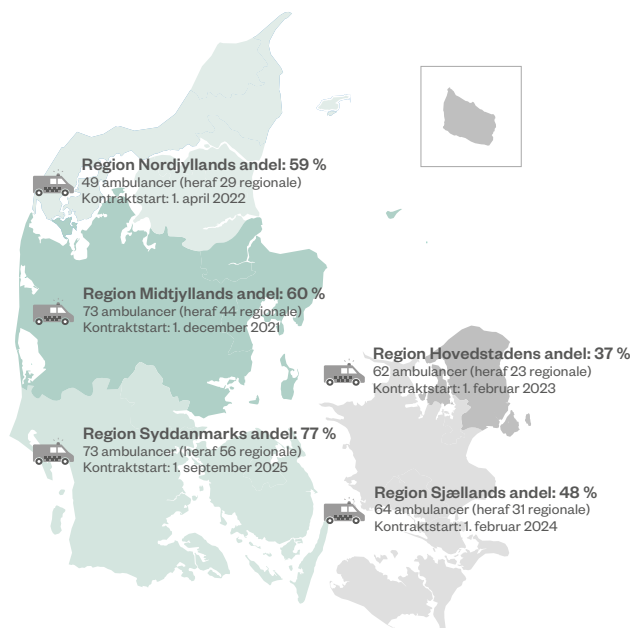 Region Nordjyllands andel: 59 %
49 ambulancer (heraf 29 regionale)
Kontraktstart: 1. april 2022
Region Midtjyllands andel: 60 %
73 ambulancer (heraf 44 regionale)
Kontraktstart: 1. december 2021
Region Hovedstadens andel: 37 %
62 ambulancer (heraf 23 regionale)
Kontraktstart: 1. februar 2023
Region Syddanmarks andel: 77 %
73 ambulancer (heraf 56 regionale)
Kontraktstart: 1. september 2025
Region Sjællands andel: 48 %
64 ambulancer (heraf 31 regionale)
Kontraktstart: 1. februar 2024